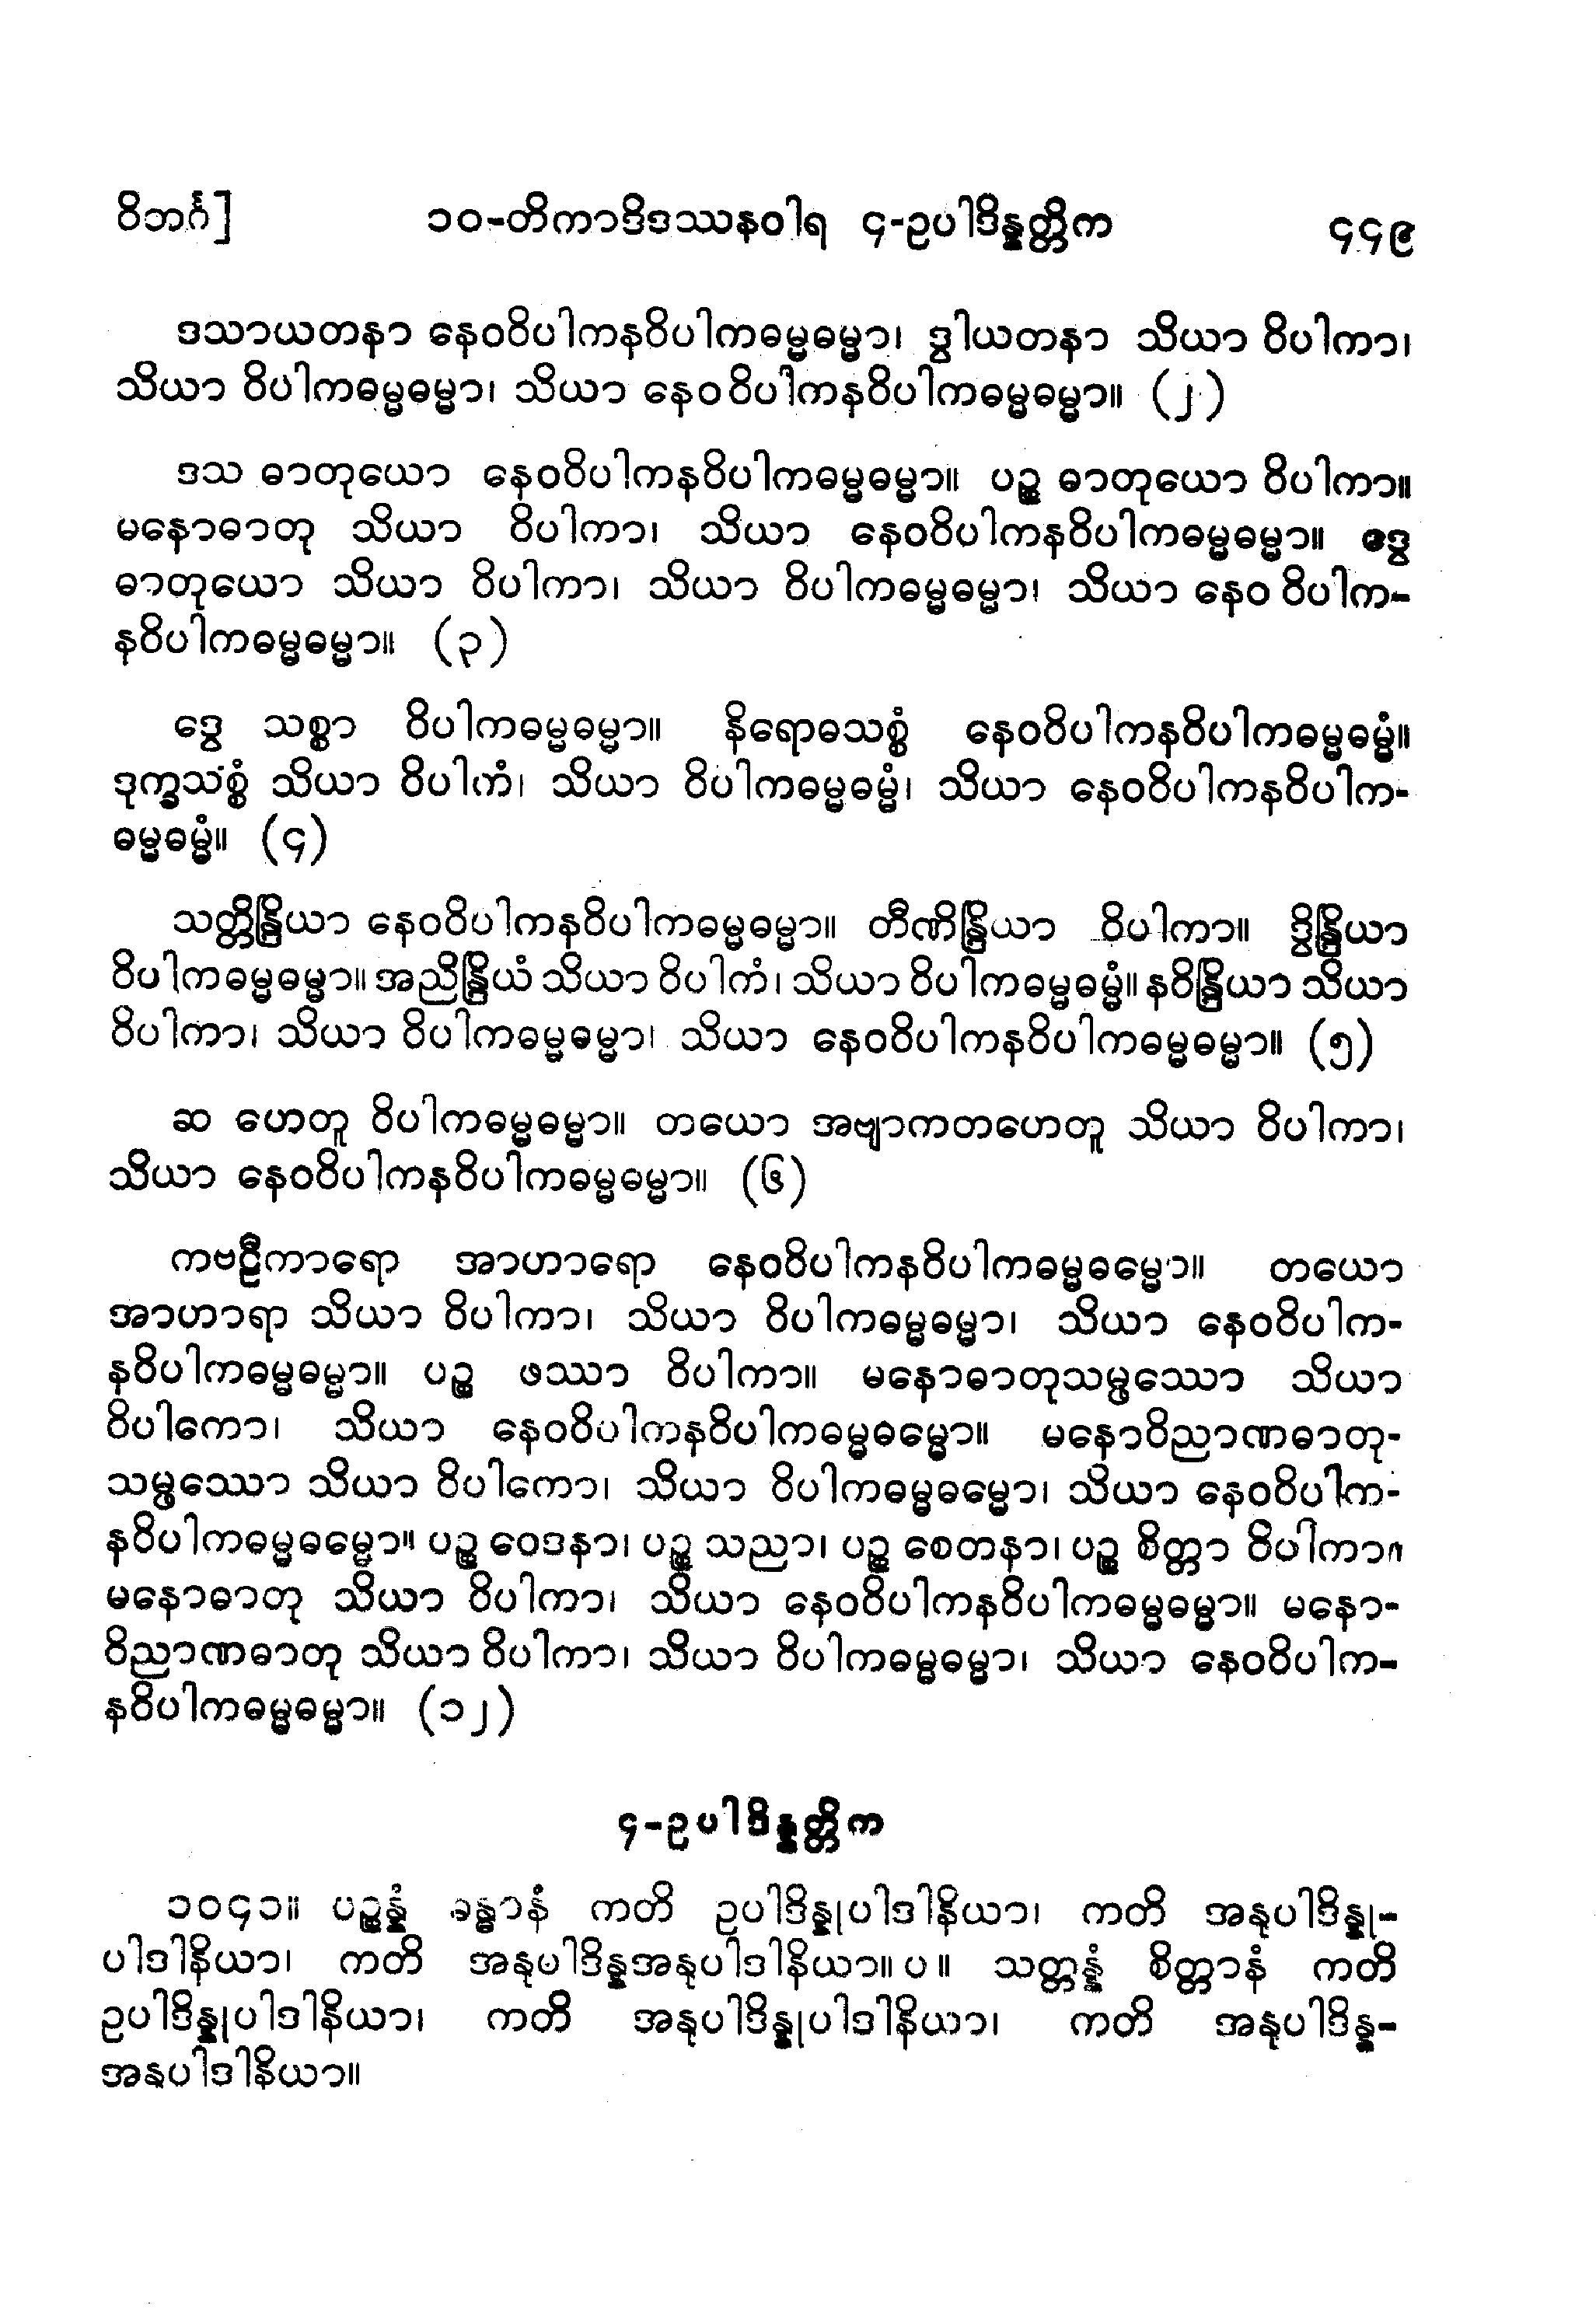 ဝိဘင်္ဂ] ၁၀-တိကာဒိဒဿနဝါရ ၄-ဥပါဒိန္နတ္တိက ၄၄၉
ဒသာယတနာ နေဝဝိပါကနဝိပါကဓမ္မဓမ္မာ၊ ဒွါယတနာ သိယာ ဝိပါကာ၊
သိယာ ဝိပါကဓမ္မဓမ္မာ၊ သိယာ နေဝဝိပါကနဝိပါကဓမ္မဓမ္မာ။ (၂)
ဒသ ဓာတုယော နေဝဝိပါကနဝိပါကဓမ္မဓမ္မာ။ ပဉ္စ ဓာတုယော ဝိပါကာ။
မနောဓာတု သိယာ ဝိပါကာ၊ သိယာ နေဝဝိပါကနဝိပါကဓမ္မဓမ္မာ။ ဒွေ
ဓာတုယော သိယာ ဝိပါကာ၊ သိယာ ဝိပါကဓမ္မဓမ္မာ၊ သိယာ နေဝ ဝိပါက-
နဝိပါကဓမ္မဓမ္မာ။ (၃)
ဒွေ သစ္စာ ဝိပါကဓမ္မဓမ္မာ။ နိရောဓသစ္စံ နေဝဝိပါကနဝိပါကဓမ္မဓမ္မံ။
ဒုက္ခသစ္စံ သိယာ ဝိပါကံ၊ သိယာ ဝိပါကဓမ္မဓမ္မံ၊ သိယာ နေဝဝိပါကနဝိပါက-
ဓမ္မဓမ္မံ။ (၄)
သတ္တိန္ဒြိယာ နေဝဝိပါကနဝိပါကဓမ္မဓမ္မာ။ တီဏိန္ဒြိယာ ဝိပါကာ။ ဒွိန္ဒြိယာ
ဝိပါကဓမ္မဓမ္မာ။ အညိန္ဒြိယံ သိယာ ဝိပါကံ၊ သိယာ ဝိပါကဓမ္မဓမ္မံ။ နဝိန္ဒြိယာ သိယာ
ဝိပါကာ၊ သိယာ ဝိပါကဓမ္မဓမ္မာ၊ သိယာ နေဝဝိပါကနဝိပါကဓမ္မဓမ္မာ။ (၅)
ဆ ဟေတူ ဝိပါကဓမ္မဓမ္မာ။ တယော အဗျာကတဟေတူ သိယာ ဝိပါကာ၊
သိယာ နေဝဝိပါကနဝိပါကဓမ္မဓမ္မာ။ (၆)
ကဗဠီကာရော အာဟာရော နေဝဝိပါကနဝိပါကဓမ္မဓမ္မော။ တယော
အာဟာရာ သိယာ ဝိပါကာ၊ သိယာ ဝိပါကဓမ္မဓမ္မာ၊ သိယာ နေဝဝိပါက-
နဝိပါကဓမ္မဓမ္မာ။ ပဉ္စ ဖဿာ ဝိပါကာ။ မနောဓာတုသမ္ဖဿော သိယာ
ဝိပါကော၊ သိယာ နေဝဝိပါကနဝိပါကဓမ္မဓမ္မော။ မနောဝိညာဏဓာတု-
သမ္ဖဿော သိယာ ဝိပါကော၊ သိယာ ဝိပါကဓမ္မဓမ္မော၊ သိယာ နေဝဝိပါက-
နဝိပါကဓမ္မဓမ္မော။ ပဉ္စ ဝေဒနာ၊ ပဉ္စ သညာ၊ ပဉ္စ စေတနာ၊ ပဉ္စ စိတ္တာ ဝိပါကာ။
မနောဓာတု သိယာ ဝိပါကာ၊ သိယာ နေဝဝိပါကနဝိပါကဓမ္မဓမ္မာ။ မနော-
ဝိညာဏဓာတု သိယာ ဝိပါကာ၊ သိယာ ဝိပါကဓမ္မဓမ္မာ၊ သိယာ နေဝဝိပါက-
နဝိပါကဓမ္မဓမ္မာ။ (၁၂)
၄-ဥပါဒိန္နတ္တိက
၁၀၄၁။ ပဉ္စန္နံ ခန္ဓာနံ ကတိ ဥပါဒိန္နုပါဒါနိယာ၊ ကတိ အနုပါဒိန္နု-
ပါဒါနိယာ၊ ကတိ အနုပါဒိန္နအနုပါဒါနိယာ။ ပ ။ သတ္တန္နံ စိတ္တာနံ ကတိ
ဥပါဒိန္နုပါဒါနိယာ၊ ကတိ အနုပါဒိန္နုပါဒါနိယာ၊ ကတိ အနုပါဒိန္န-
အနုပါဒါနိယာ။